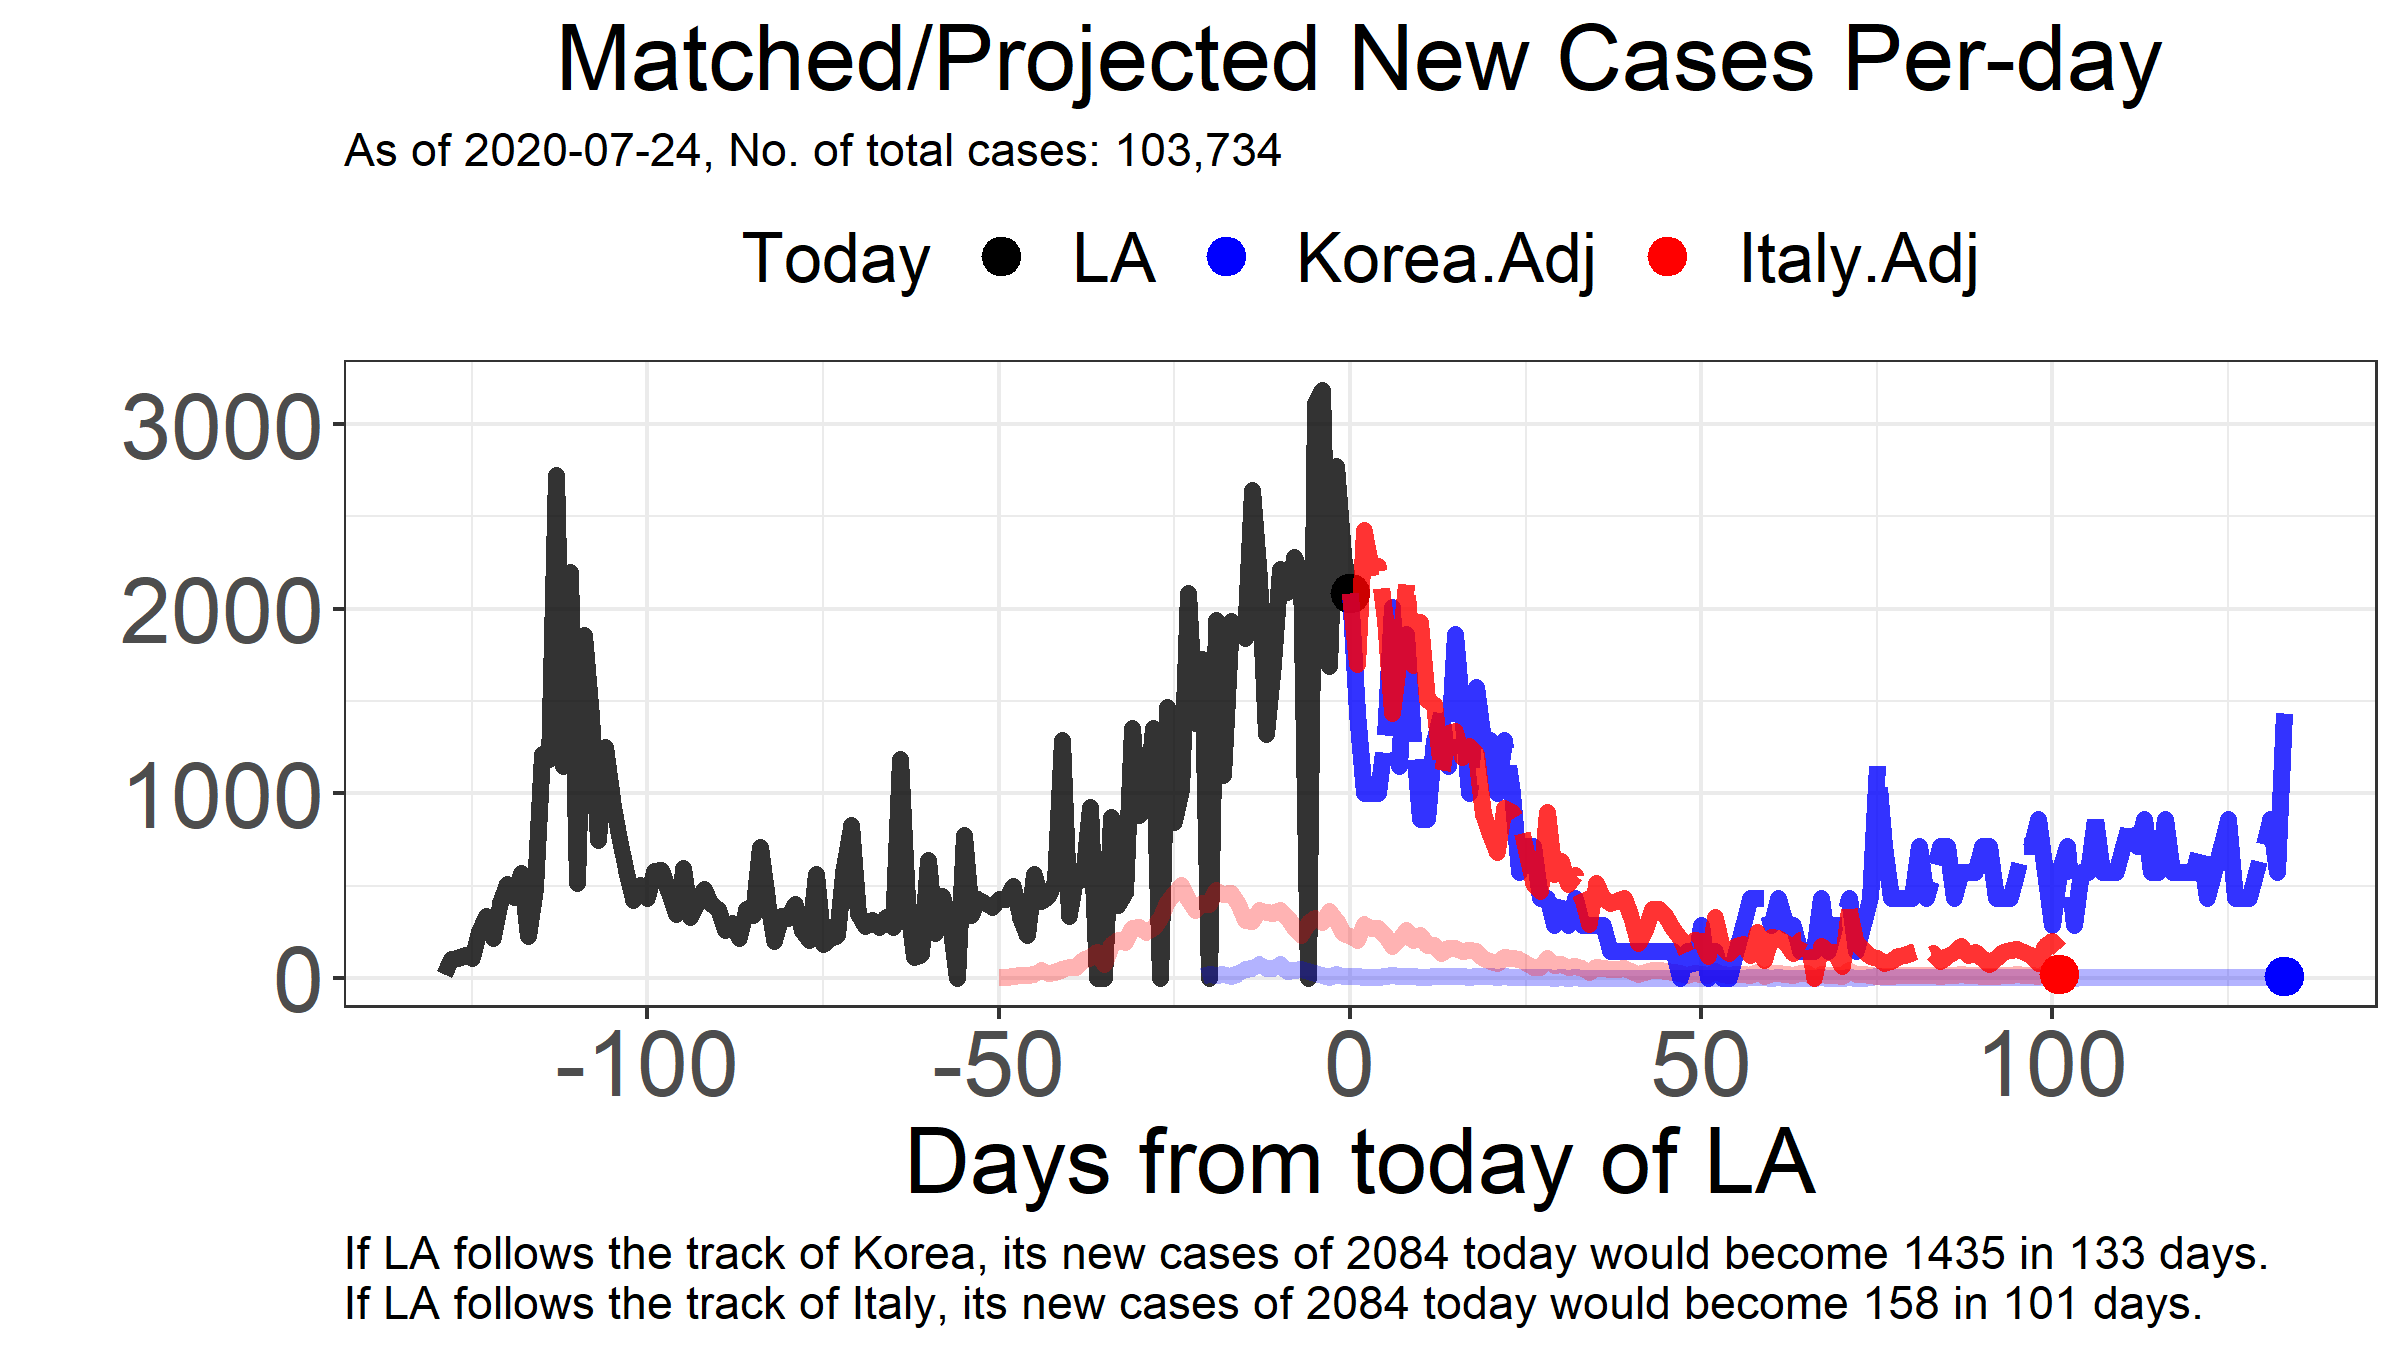 Matched/Projected New Cases Per-day
As of 2020-07-24, No. of total cases: 103,734
Today LA Korea.Adj Italy.Adj
3000
2000
1000
0
-100 -50 0 50 100
Days from today of LA
If LA follows the track of Korea, its new cases of 2084 today would become 1435 in 133 days.
If LA follows the track of Italy, its new cases of 2084 today would become 158 in 101 days.